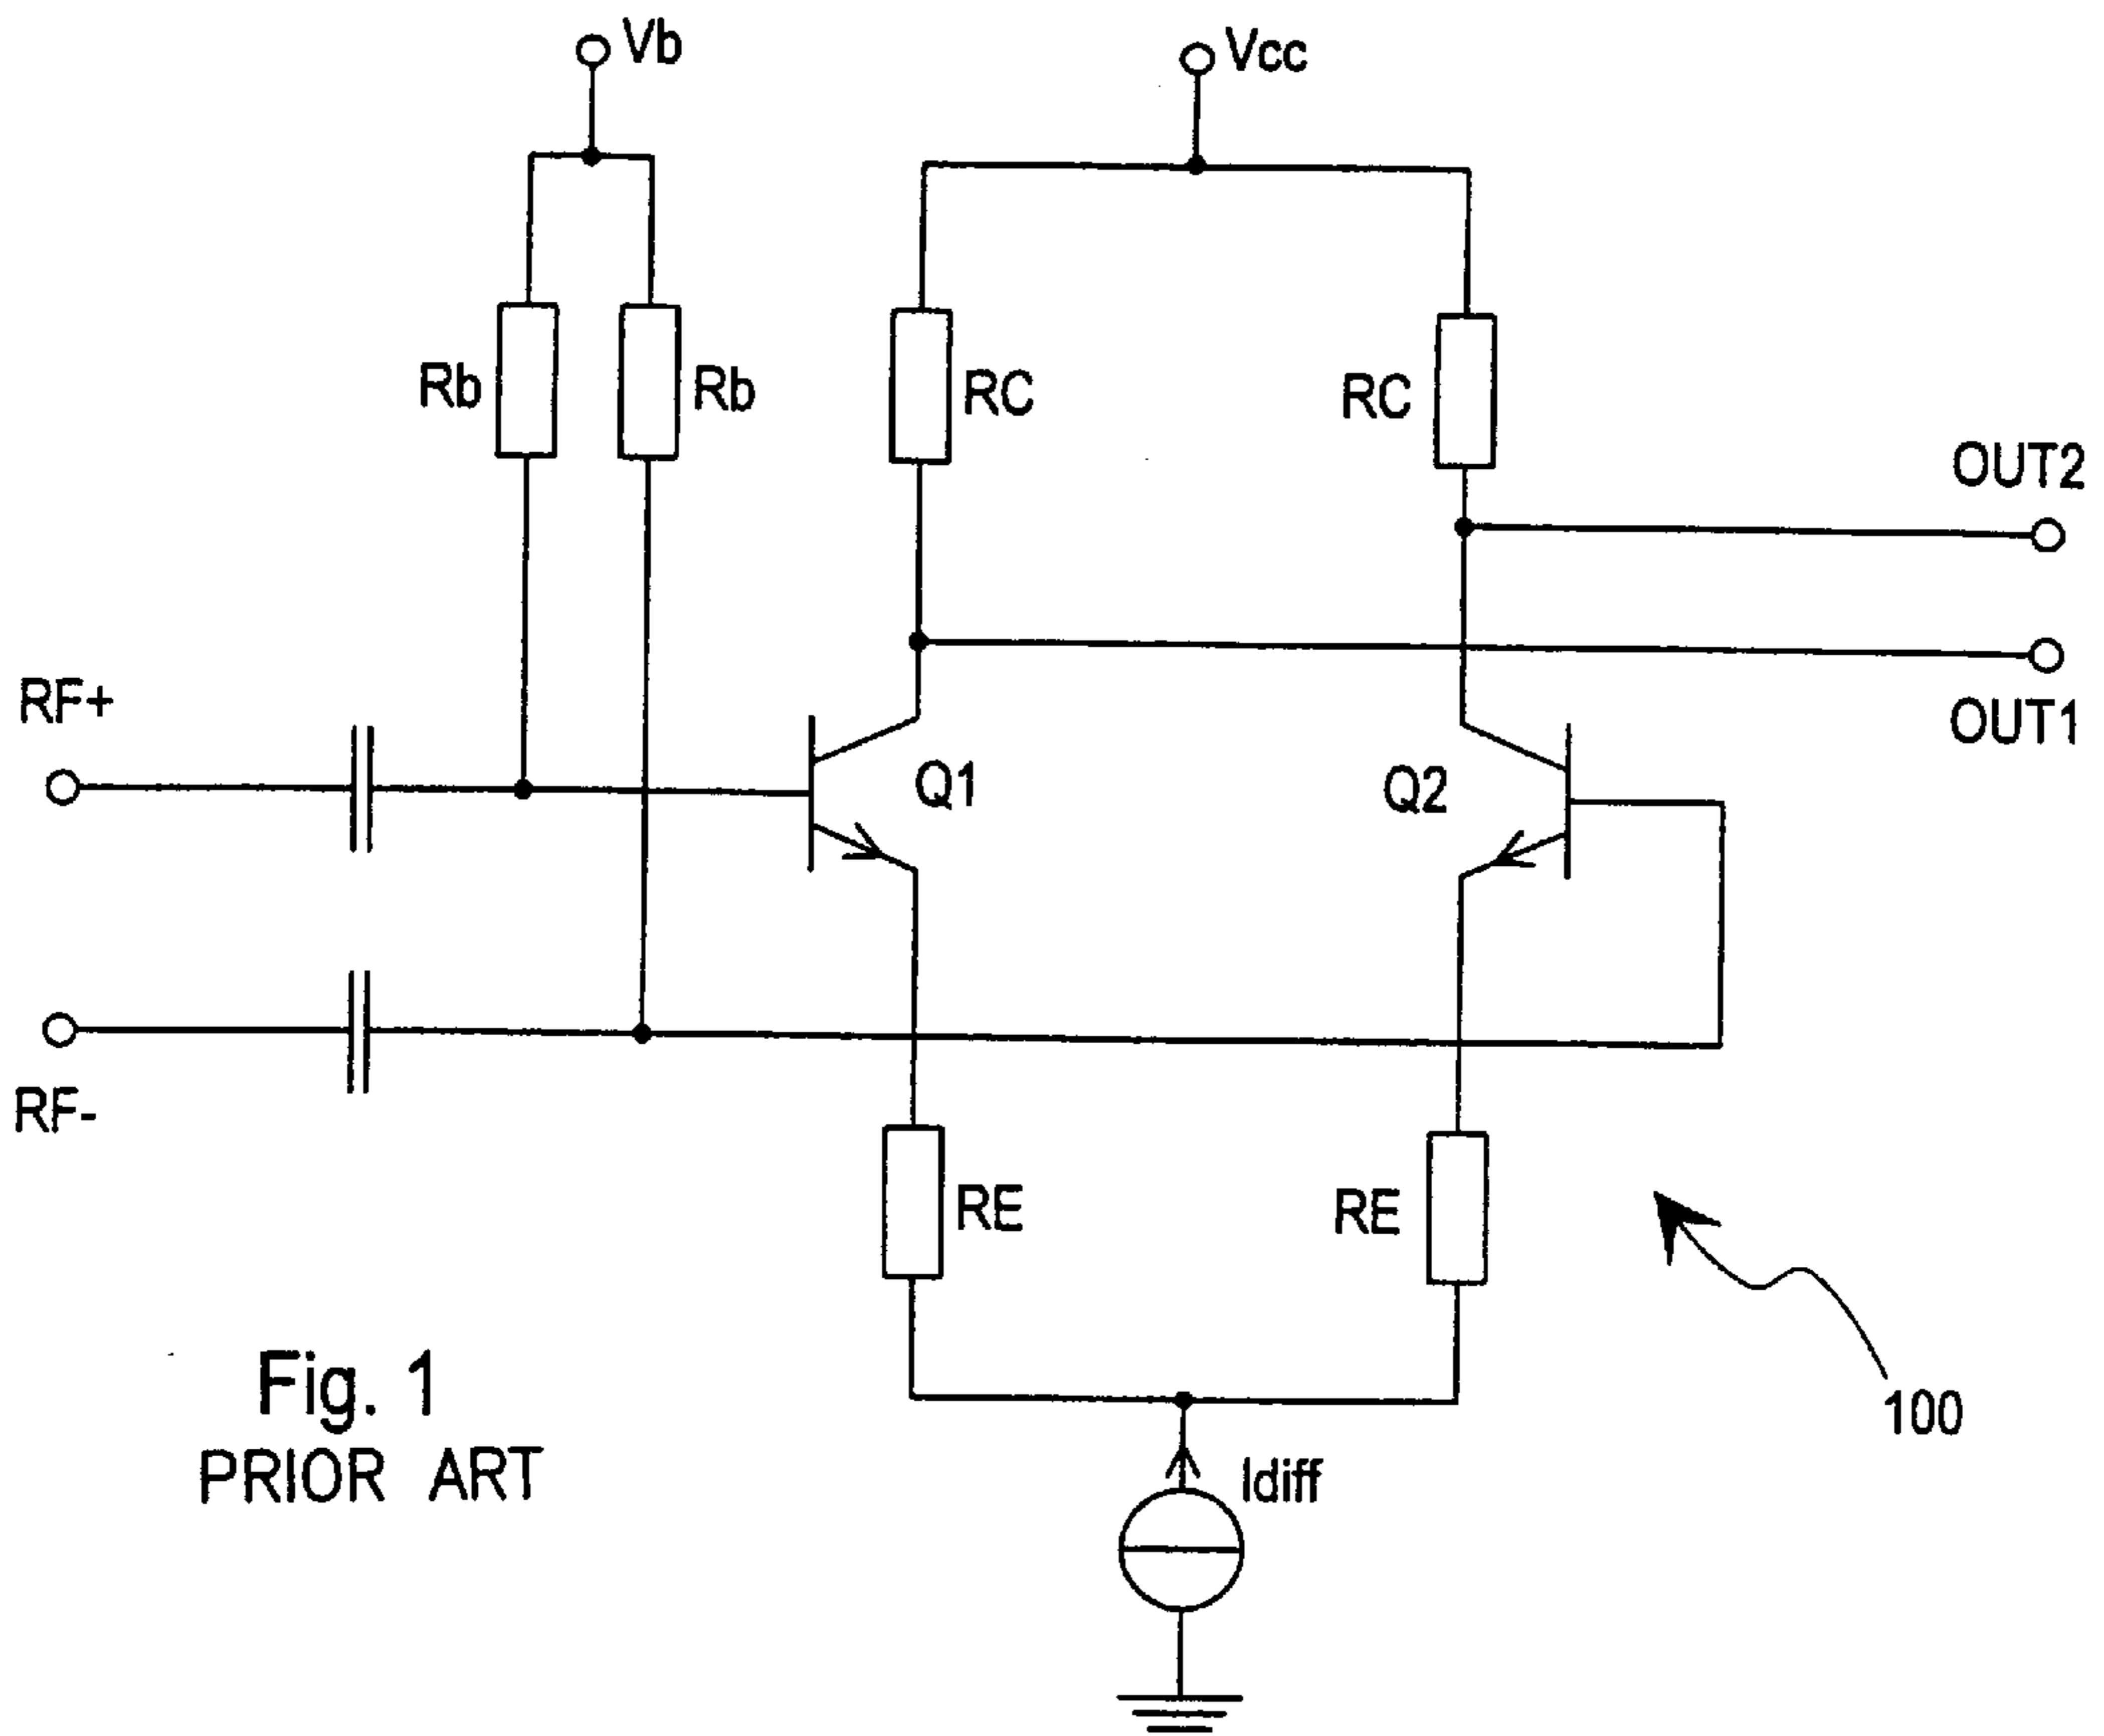 Vb
Vcc
Rb
Rb
RC
RC
OUT2
RF+
OUT1
Q1
Q2
RF-
RE
RE
Fig. 1
100
PRIOR ART
Idiff